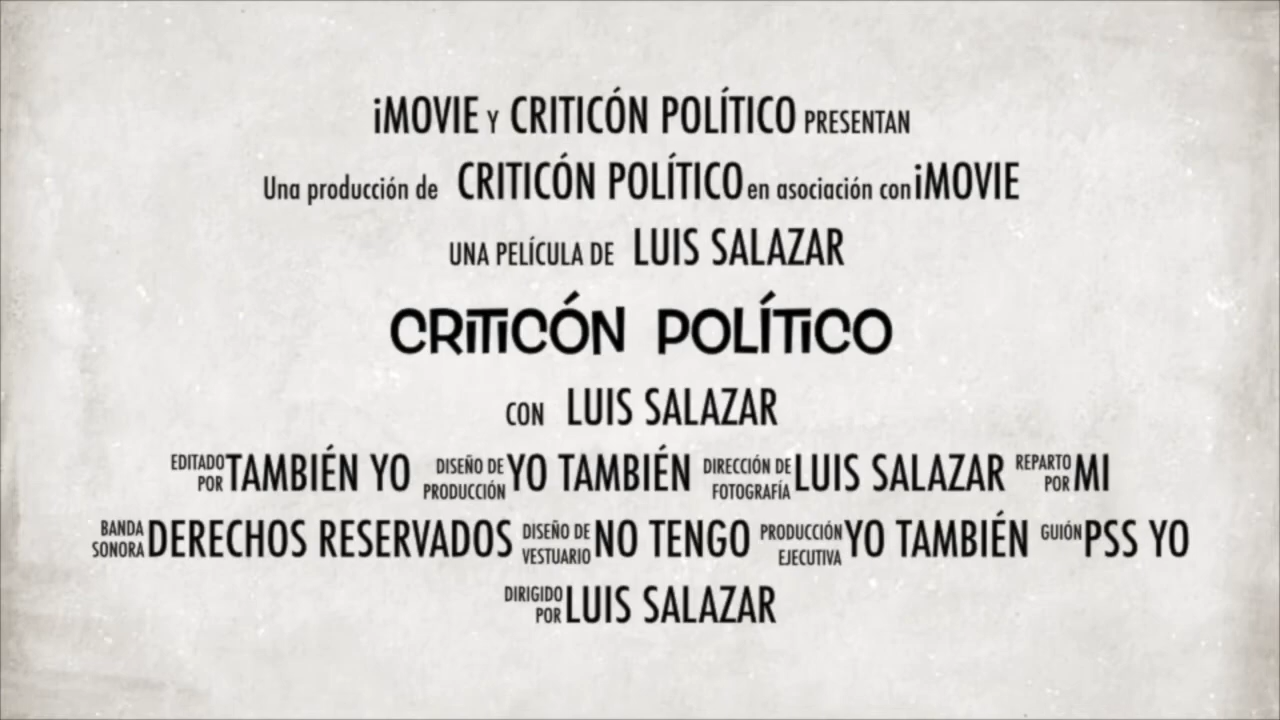 iMOVIE Y CRITICÓN POLÍTICO PRESENTAN
Una producción de CRITICÓN POLÍTICO en asociación con iMOVIE
UNA PELÍCULA DE LUIS SALAZAR
CRITICÓN POLÍTICO
CON LUIS SALAZAR
EDITADO POR TAMBIÉN YO DISEÑO DE PRODUCCIÓN YO TAMBIÉN DIRECCIÓN DE FOTOGRAFÍA LUIS SALAZAR REPARTO POR MI
BANDA SONORA DERECHOS RESERVADOS DISEÑO DE VESTUARIO NO TENGO PRODUCCIÓN EJECUTIVA YO TAMBIÉN GUIÓN PSS YO
DIRIGIDO POR LUIS SALAZAR